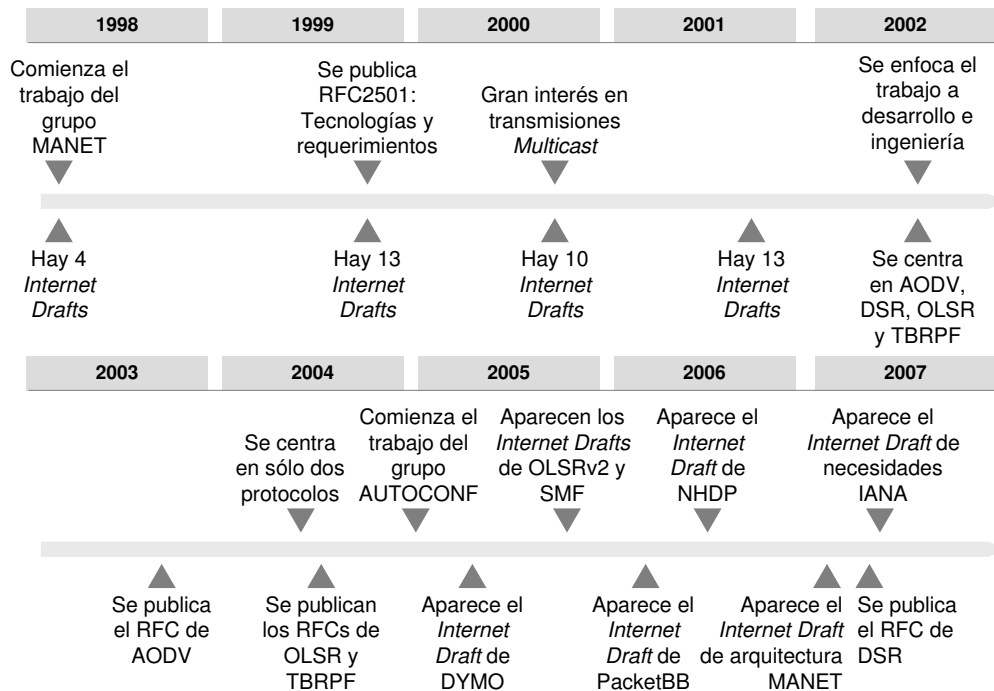 1998
1999
2000
2001
2002
Comienza el
trabajo del
grupo
MANET
Se publica
RFC2501:
Tecnologías y
requerimientos
Gran interés en
transmisiones
Multicast
Se enfoca el
trabajo a
desarrollo e
ingeniería
Hay 4
Internet
Drafts
Hay 13
Internet
Drafts
Hay 10
Internet
Drafts
Hay 13
Internet
Drafts
Se centra
en AODV,
DSR, OLSR
y TBRPF
2003
2004
2005
2006
2007
Se centra
en sólo dos
protocolos
Comienza el
trabajo del
grupo
AUTOCONF
Aparecen los
Internet Drafts
de OLSRv2 y
SMF
Aparece el
Internet
Draft de
NHDP
Aparece el
Internet Draft de
necesidades
IANA
Se publica
el RFC de
AODV
Se publican
los RFCs de
OLSR y
TBRPF
Aparece el
Internet
Draft de
DYMO
Aparece el
Internet
Draft de
PacketBB
Aparece el
Internet Draft
de arquitectura
MANET
Se publica
el RFC de
DSR